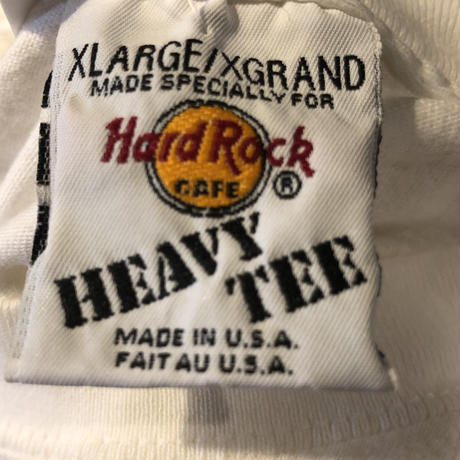 XLARGE/XGRAND
MADE SPECIALLY FOR
Hard Rock
CAFE ®
HEAVY
TEE
MADE IN U.S.A.
FAIT AU U.S.A.